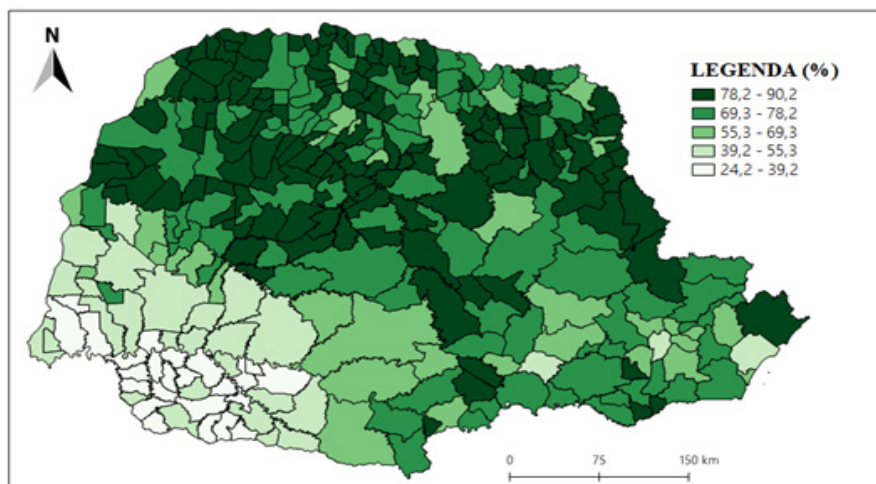 N
LEGENDA (%)
78,2 - 90,2
69,3 - 78,2
55,3 - 69,3
39,2 - 55,3
24,2 - 39,2
0 75 150 km